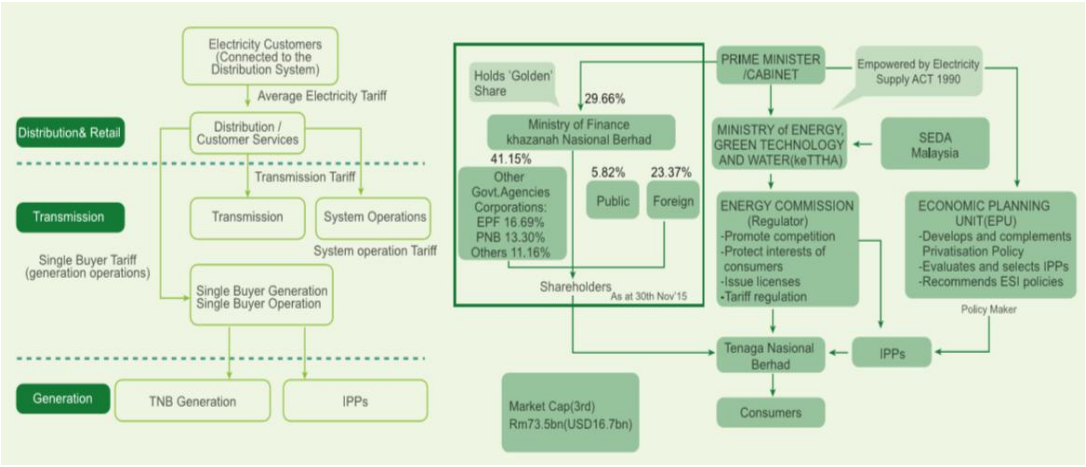 Electricity Customers
(Connected to the
Distribution System)
Average Electricity Tariff
Distribution& Retail
Distribution /
Customer Services
Transmission Tariff
Transmission
Transmission
System Operations
System operation Tariff
Single Buyer Tariff
(generation operations)
Single Buyer Generation
Single Buyer Operation
Generation
TNB Generation
IPPs
Holds 'Golden'
Share
29.66%
Ministry of Finance
khazanah Nasional Berhad
41.15%
Other
Govt.Agencies
Corporations:
EPF 16.69%
PNB 13.30%
Others 11.16%
5.82%
Public
23.37%
Foreign
Shareholders
As at 30th Nov'15
PRIME MINISTER
/CABINET
Empowered by Electricity
Supply ACT 1990
MINISTRY of ENERGY,
GREEN TECHNOLOGY
AND WATER(keTTHA)
SEDA
Malaysia
ENERGY COMMISSION
(Regulator)
-Promote competition
-Protect interests of
consumers
-Issue licenses
-Tariff regulation
ECONOMIC PLANNING
UNIT(EPU)
-Develops and complements
Privatisation Policy
-Evaluates and selects IPPs
-Recommends ESI policies
Policy Maker
Tenaga Nasional
Berhad
IPPs
Consumers
Market Cap(3rd)
Rm73.5bn(USD16.7bn)